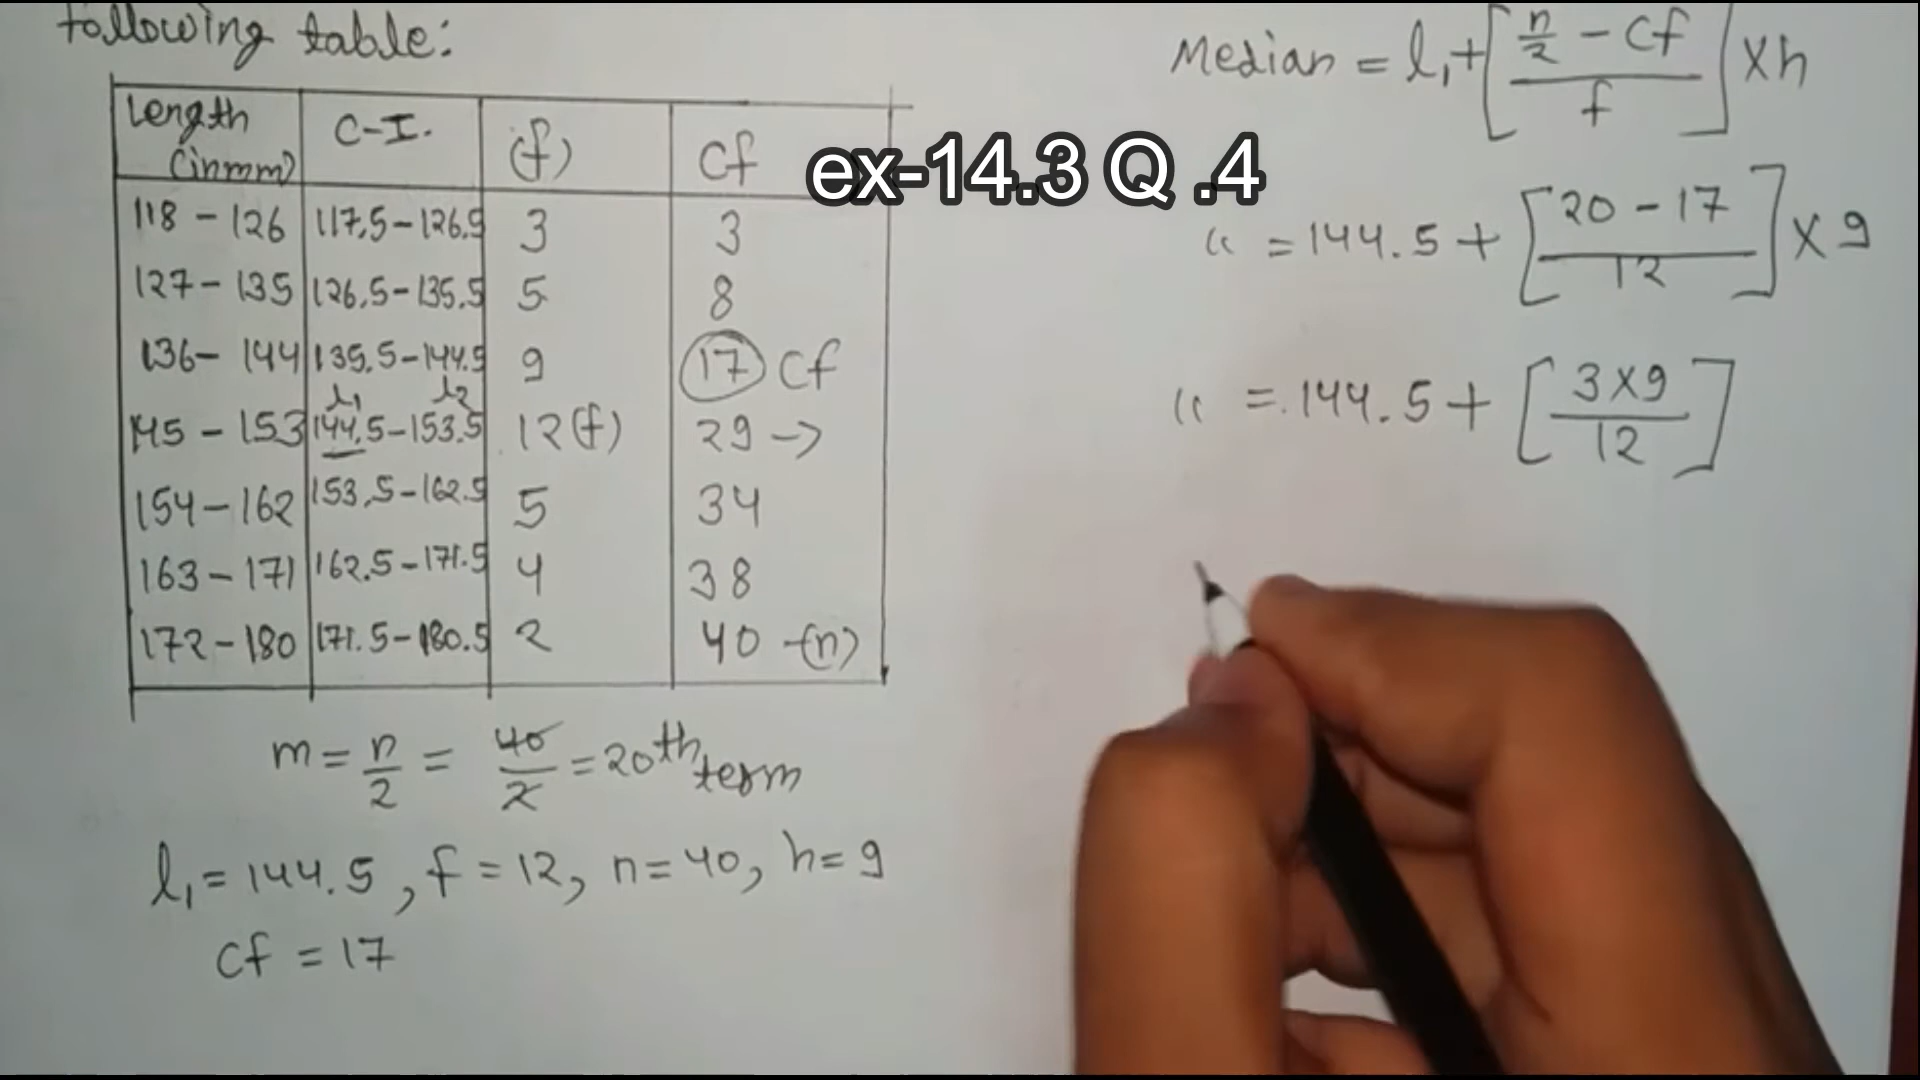 following table:
Length (in mm) C-I. (f) Cf
118-126 117.5-126.5 3 3
127-135 126.5-135.5 5 8
136-144 135.5-144.5 9 17 Cf
l₁ l₂
145-153 144.5-153.5 12(f) 29 →
154-162 153.5-162.5 5 34
163-171 162.5-171.5 4 38
172-180 171.5-180.5 2 40 -(n)
m = n/2 = 40/2 = 20th term
l₁ = 144.5, f = 12, n = 40, h = 9
cf = 17
Median = l₁ + [(n/2 - Cf)/f] × h
ex-14.3 Q .4
" = 144.5 + [(20 - 17)/12] × 9
" = 144.5 + [(3×9)/12]